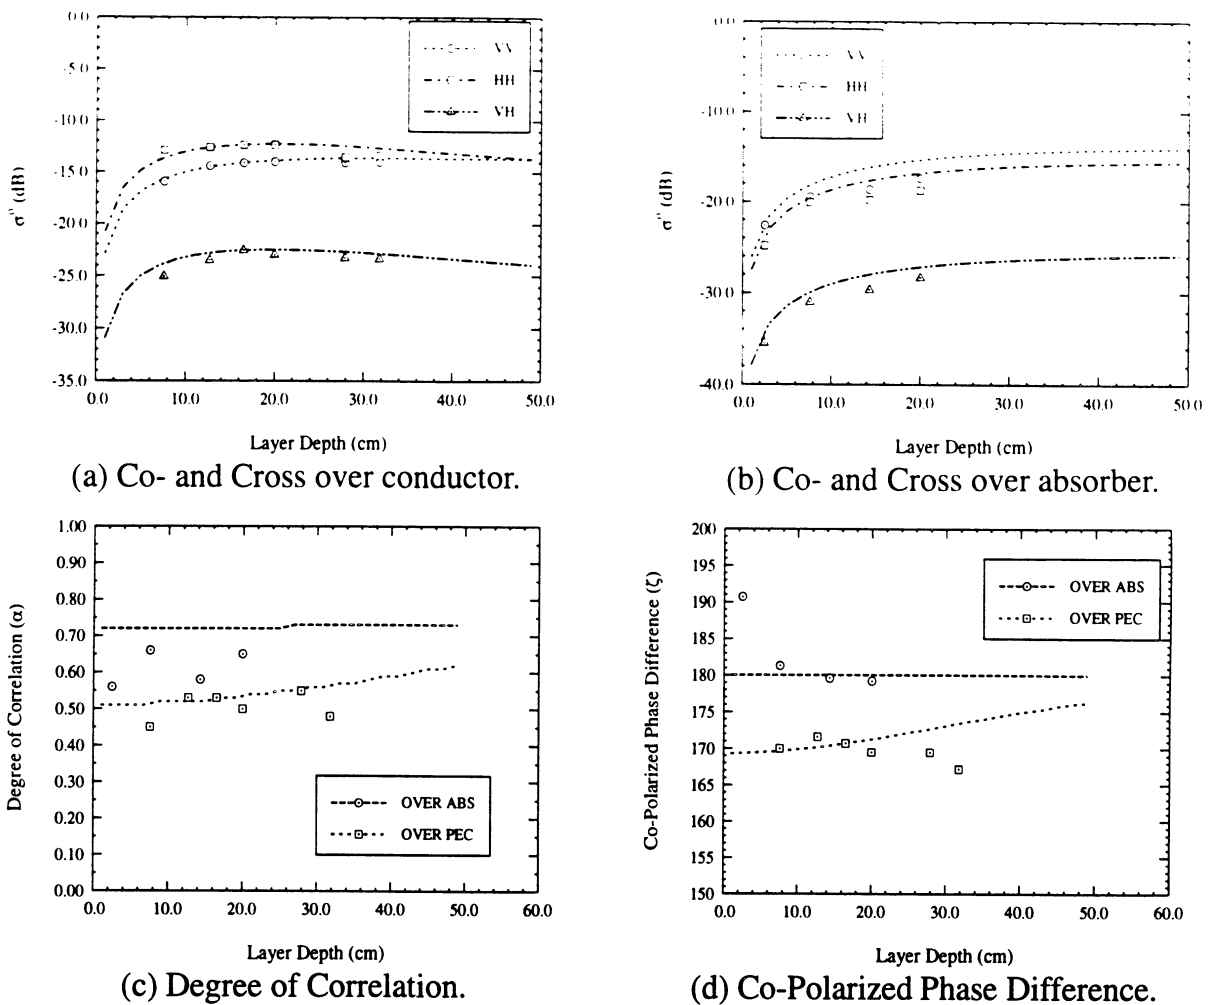 0.0
-5.0
-10.0
-15.0
-20.0
-25.0
-30.0
-35.0
σ° (dB)
VV
HH
VH
0.0 10.0 20.0 30.0 40.0 50.0
Layer Depth (cm)
(a) Co- and Cross over conductor.
0.0
-10.0
-20.0
-30.0
-40.0
σ° (dB)
VV
HH
VH
0.0 10.0 20.0 30.0 40.0 50.0
Layer Depth (cm)
(b) Co- and Cross over absorber.
1.00
0.90
0.80
0.70
0.60
0.50
0.40
0.30
0.20
0.10
0.00
Degree of Correlation (α)
OVER ABS
OVER PEC
0.0 10.0 20.0 30.0 40.0 50.0 60.0
Layer Depth (cm)
(c) Degree of Correlation.
200
195
190
185
180
175
170
165
160
155
150
Co-Polarized Phase Difference (ζ)
OVER ABS
OVER PEC
0.0 10.0 20.0 30.0 40.0 50.0 60.0
Layer Depth (cm)
(d) Co-Polarized Phase Difference.